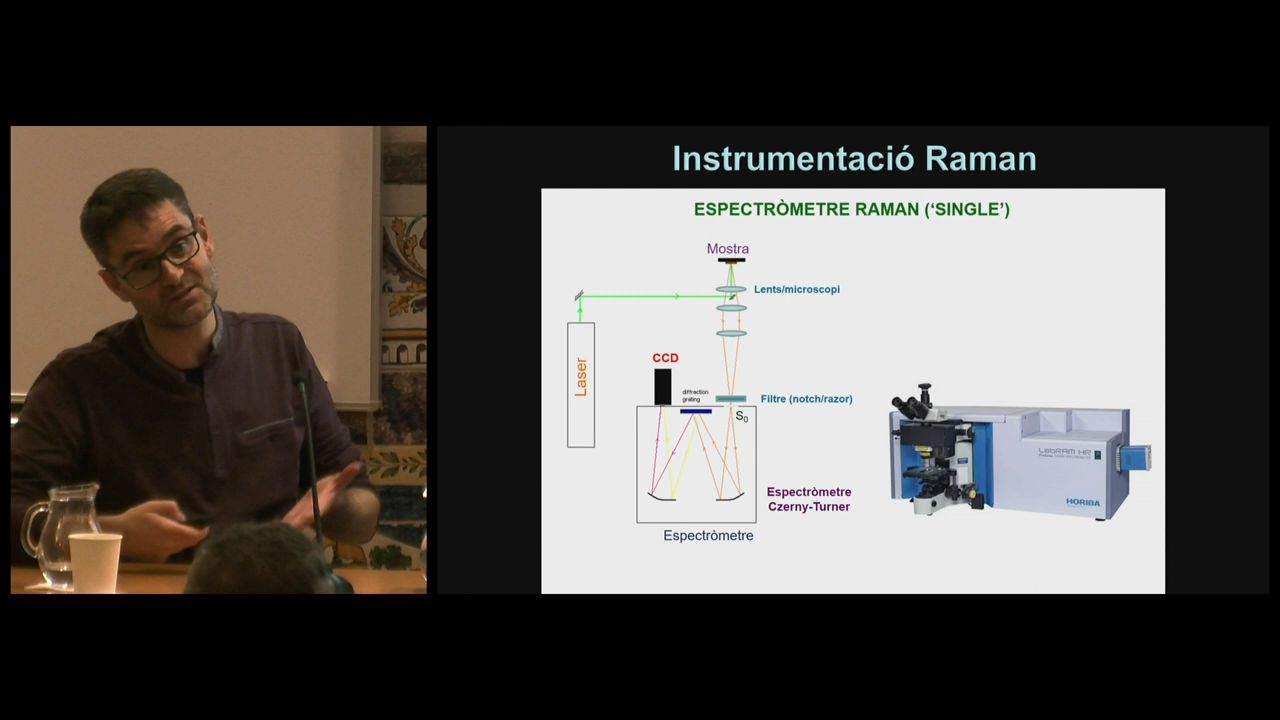 Instrumentació Raman
ESPECTRÒMETRE RAMAN (‘SINGLE’)
Mostra
Lents/microscopi
Laser
CCD
diffraction
grating
Filtre (notch/razor)
S0
LabRAM HR
HORIBA
Espectròmetre
Czerny-Turner
Espectròmetre